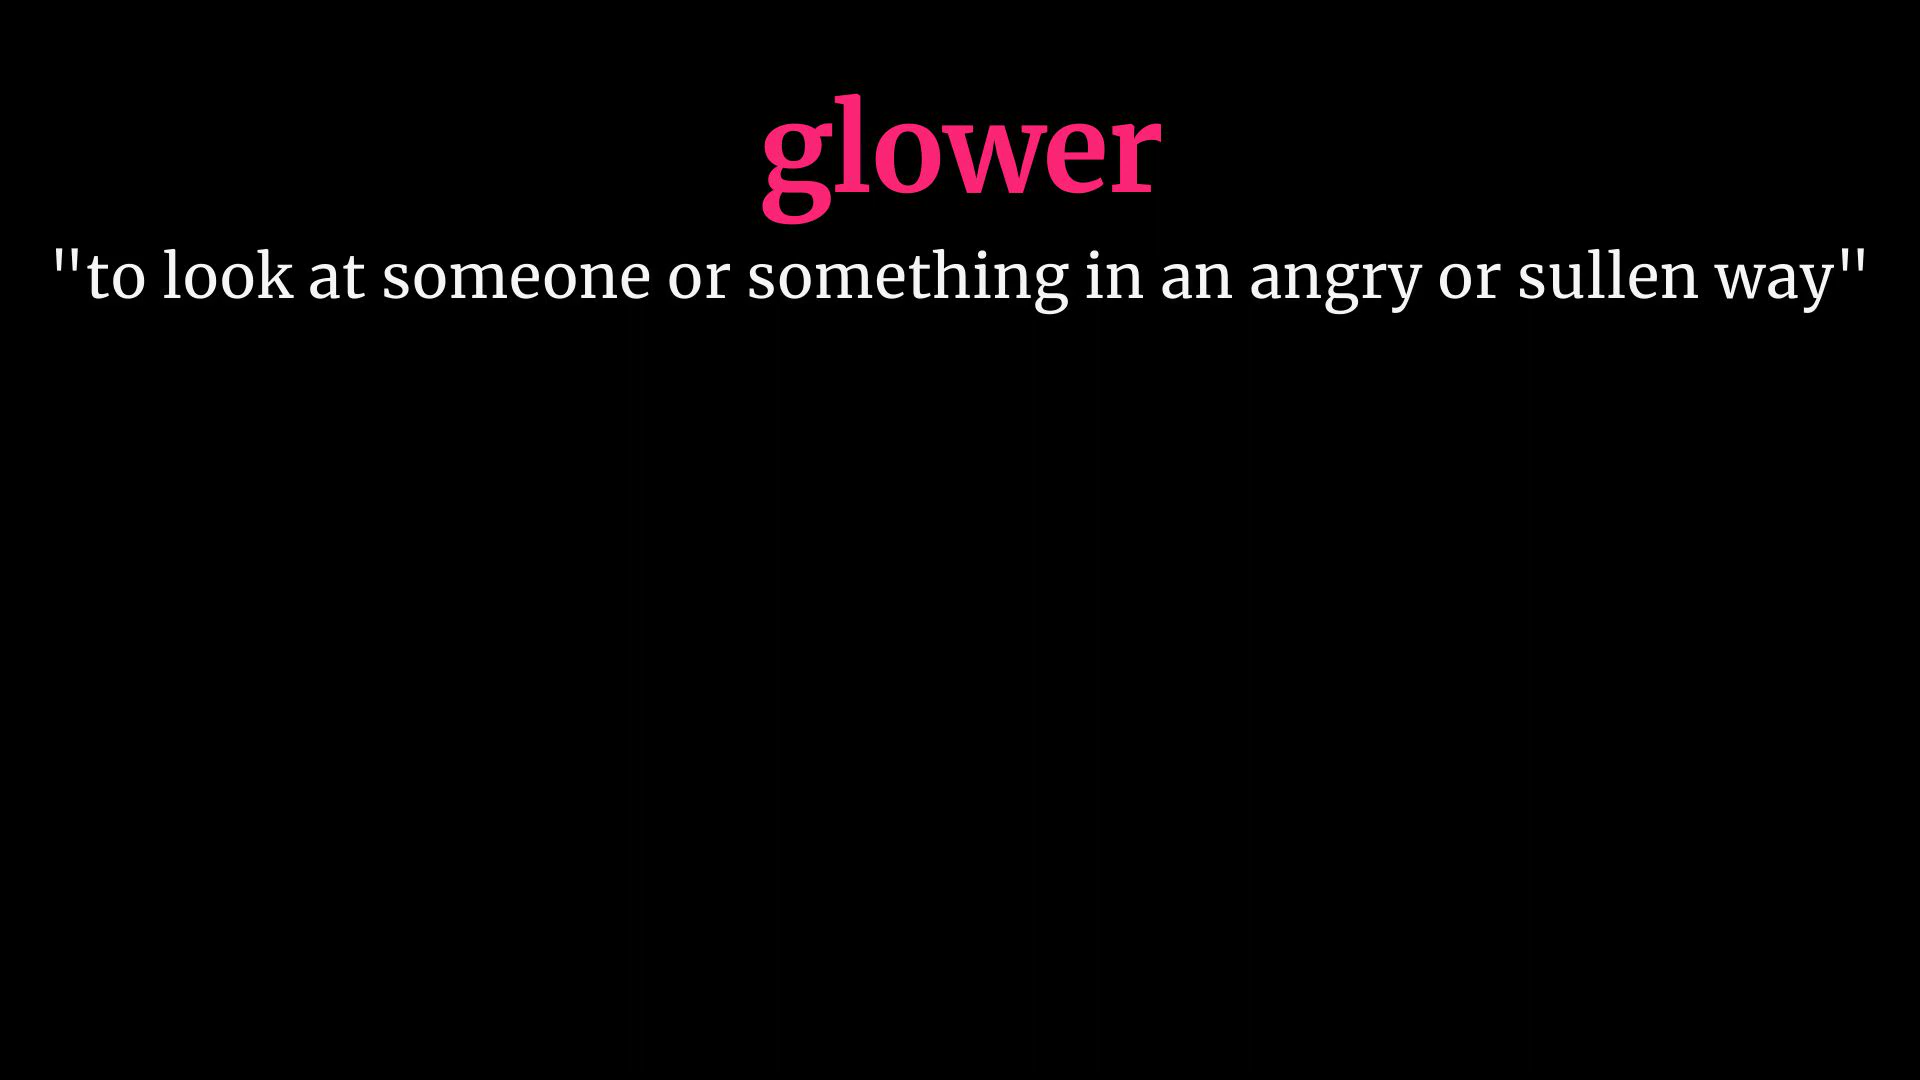 glower
"to look at someone or something in an angry or sullen way"